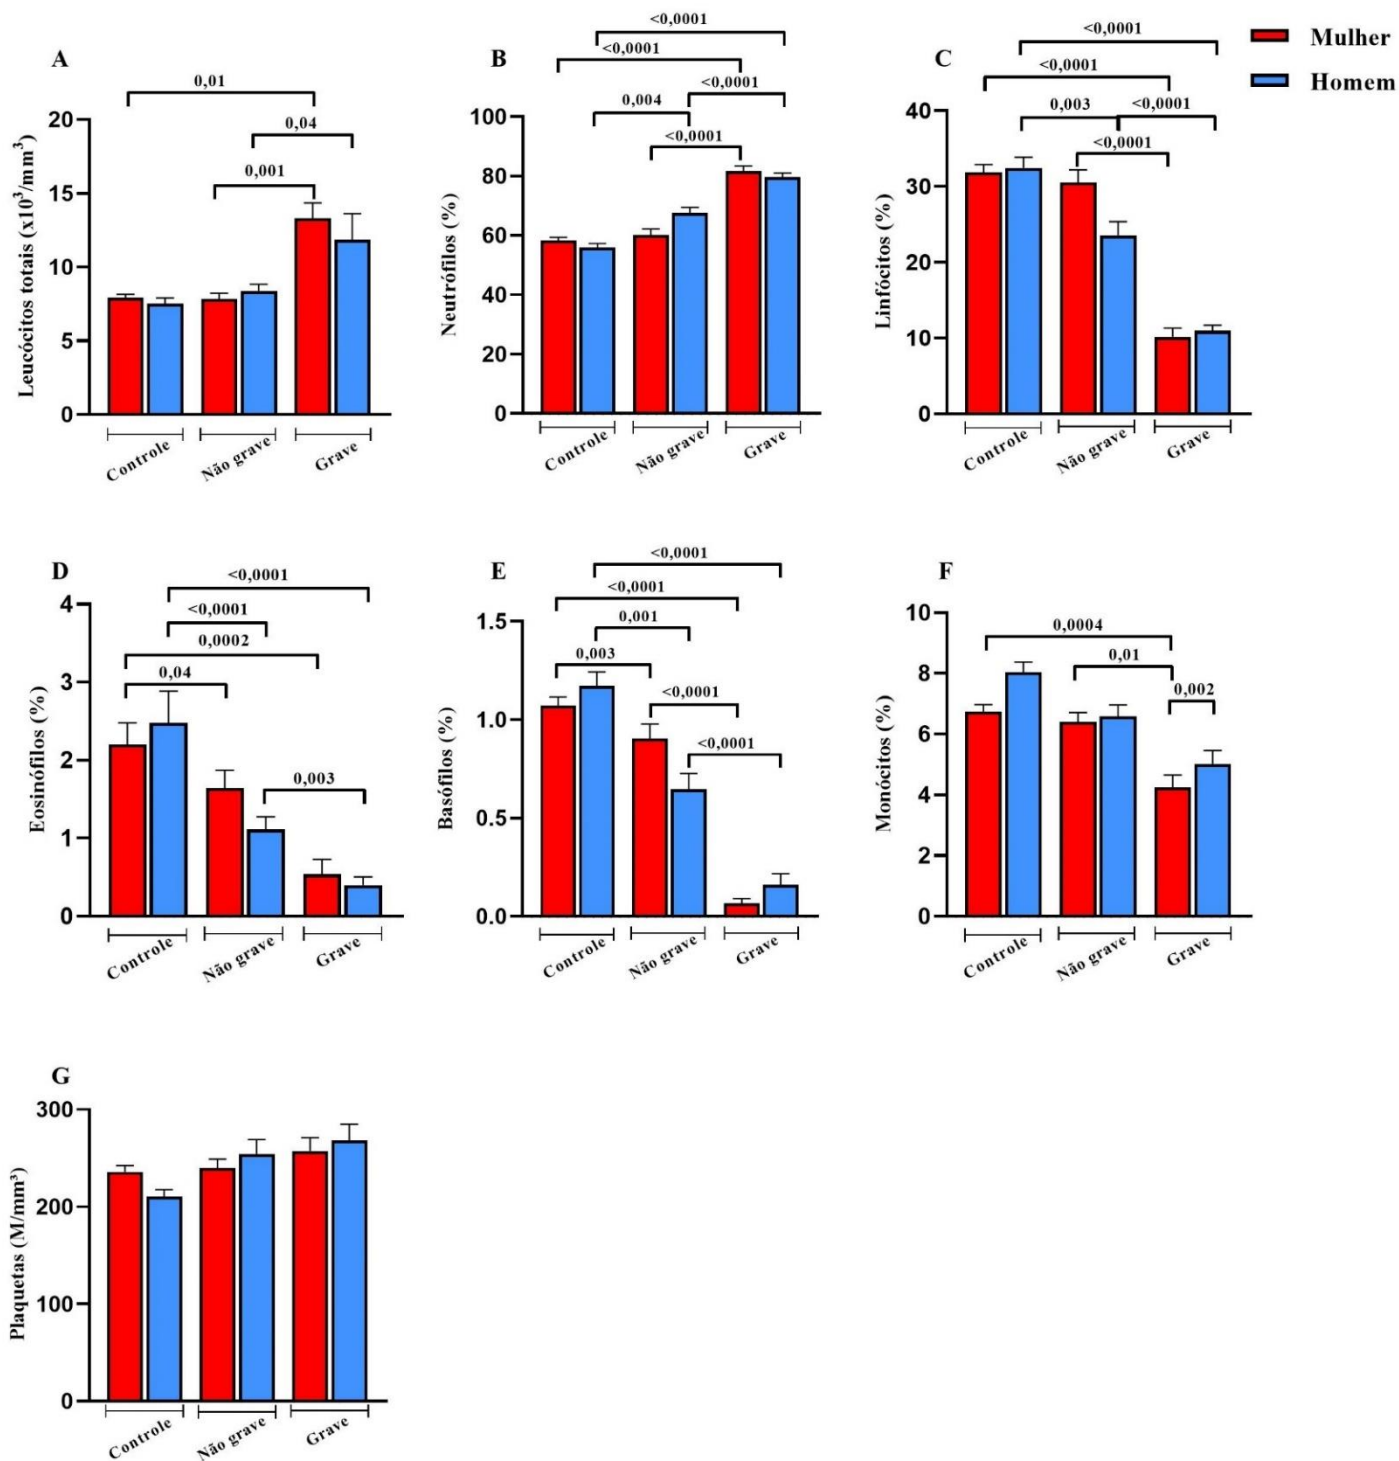 Mulher
Homem
A
0,01
0,04
0,001
Leucócitos totais (x10³/mm³)
20
15
10
5
0
Controle
Não grave
Grave
B
<0,0001
<0,0001
<0,0001
0,004
<0,0001
Neutrófilos (%)
100
80
60
40
20
0
Controle
Não grave
Grave
C
<0,0001
<0,0001
0,003
<0,0001
<0,0001
Linfócitos (%)
40
30
20
10
0
Controle
Não grave
Grave
D
<0,0001
<0,0001
0,0002
0,04
0,003
Eosinófilos (%)
4
3
2
1
0
Controle
Não grave
Grave
E
<0,0001
<0,0001
0,001
0,003
<0,0001
<0,0001
Basófilos (%)
1.5
1.0
0.5
0.0
Controle
Não grave
Grave
F
0,0004
0,01
0,002
Monócitos (%)
10
8
6
4
2
0
Controle
Não grave
Grave
G
Plaquetas (M/mm³)
300
200
100
0
Controle
Não grave
Grave